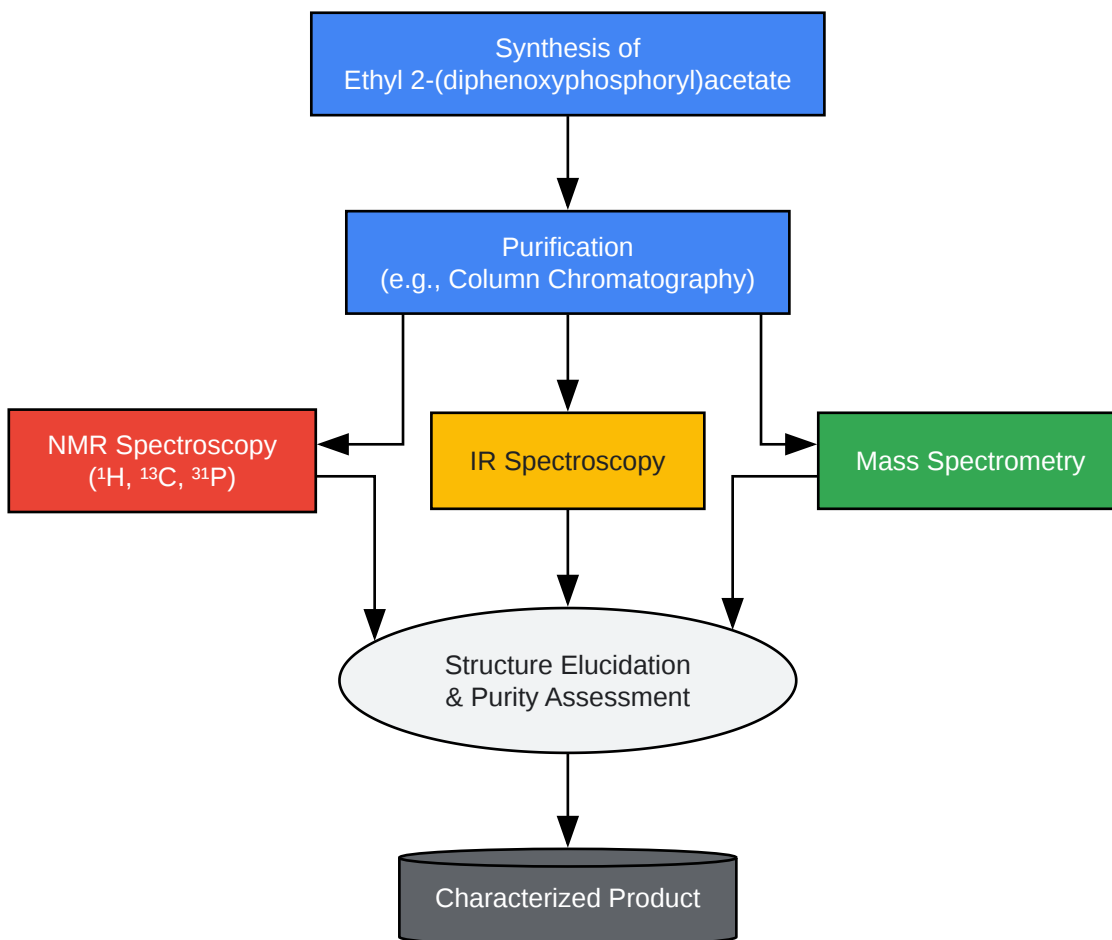 Synthesis of
Ethyl 2-(diphenoxyphosphoryl)acetate
Purification
(e.g., Column Chromatography)
NMR Spectroscopy
(¹H, ¹³C, ³¹P)
IR Spectroscopy
Mass Spectrometry
Structure Elucidation
& Purity Assessment
Characterized Product